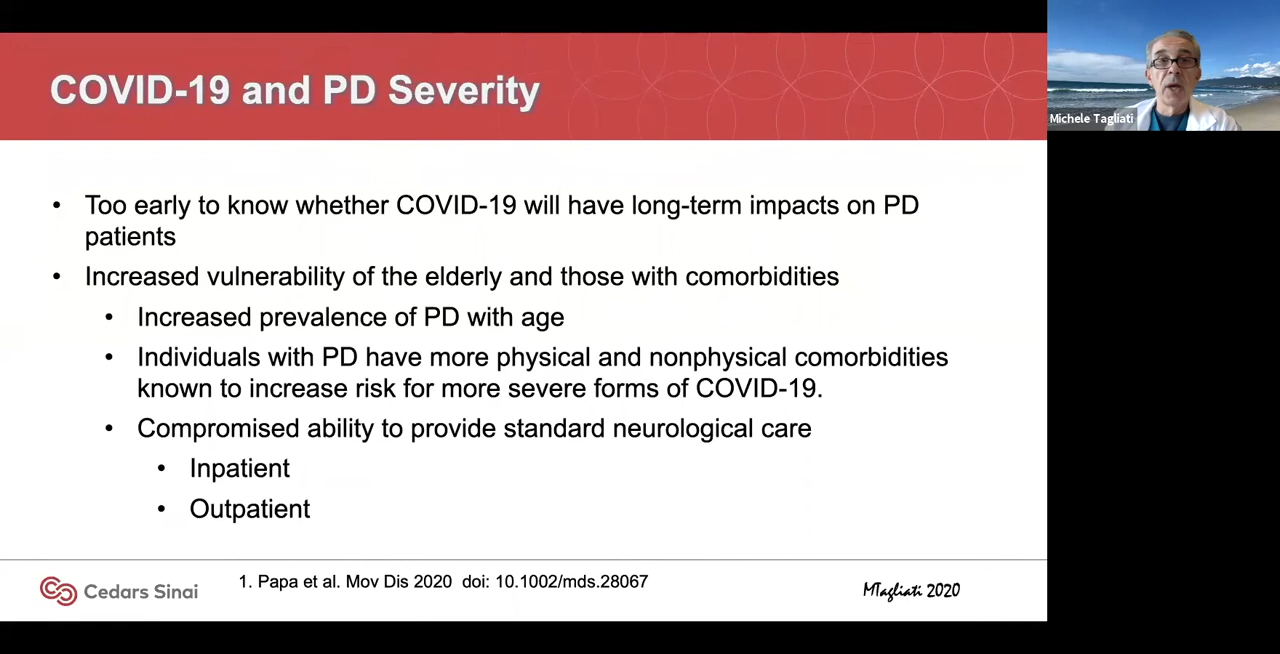 COVID-19 and PD Severity
Michele Tagliati
• Too early to know whether COVID-19 will have long-term impacts on PD
patients
• Increased vulnerability of the elderly and those with comorbidities
• Increased prevalence of PD with age
• Individuals with PD have more physical and nonphysical comorbidities
known to increase risk for more severe forms of COVID-19.
• Compromised ability to provide standard neurological care
• Inpatient
• Outpatient
Cedars Sinai
1. Papa et al. Mov Dis 2020 doi: 10.1002/mds.28067
MTagliati 2020